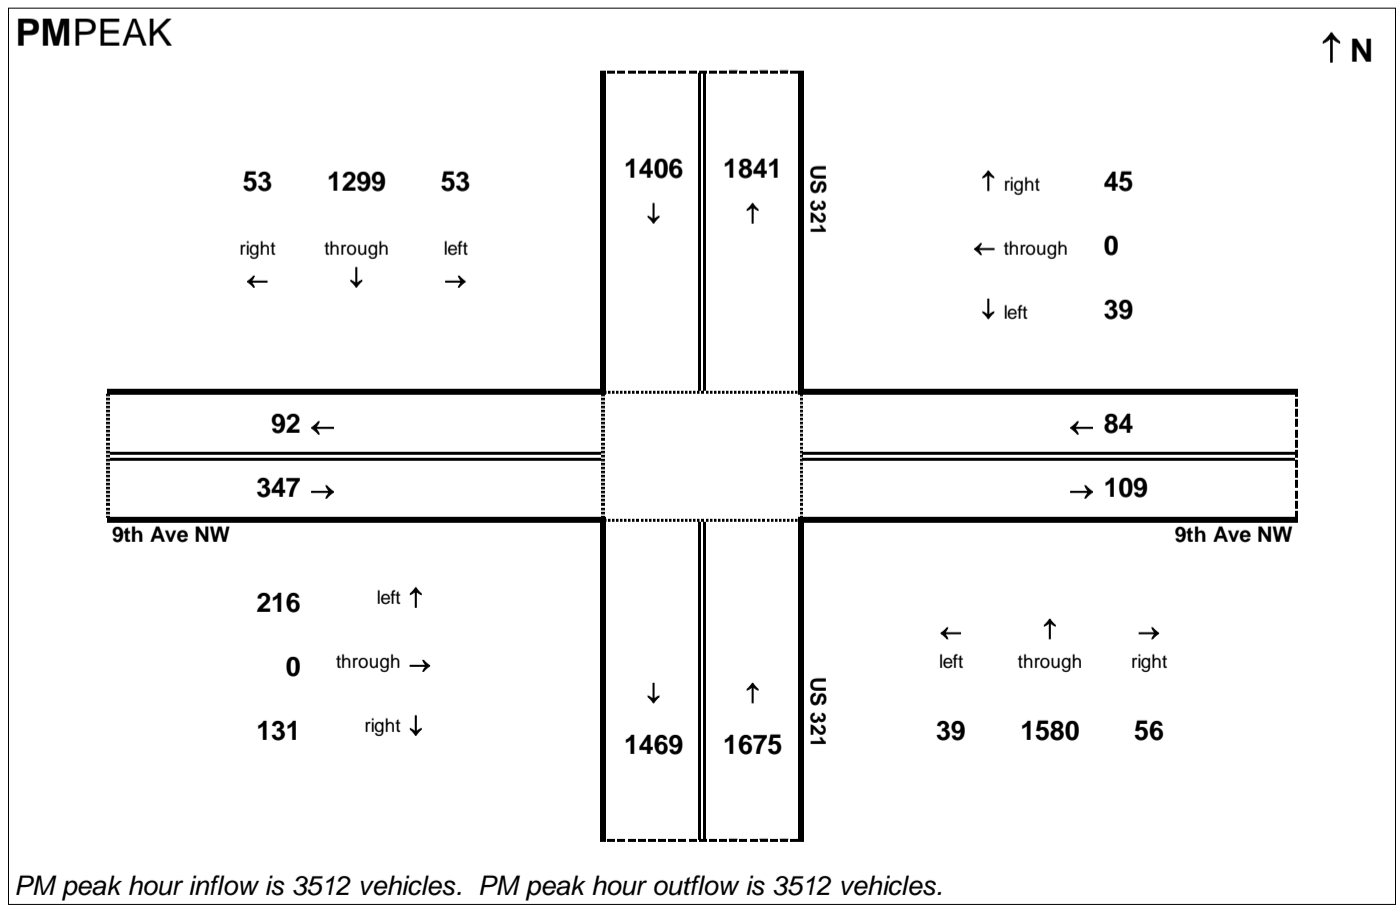 PMPEAK
↑ N
53 1299 53
right through left
← ↓ →
1406 1841
↓ ↑
US 321
↑ right 45
← through 0
↓ left 39
92 ←
347 →
9th Ave NW
← 84
→ 109
9th Ave NW
216 left ↑
0 through →
131 right ↓
↓ ↑
1469 1675
US 321
← ↑ →
left through right
39 1580 56
PM peak hour inflow is 3512 vehicles. PM peak hour outflow is 3512 vehicles.